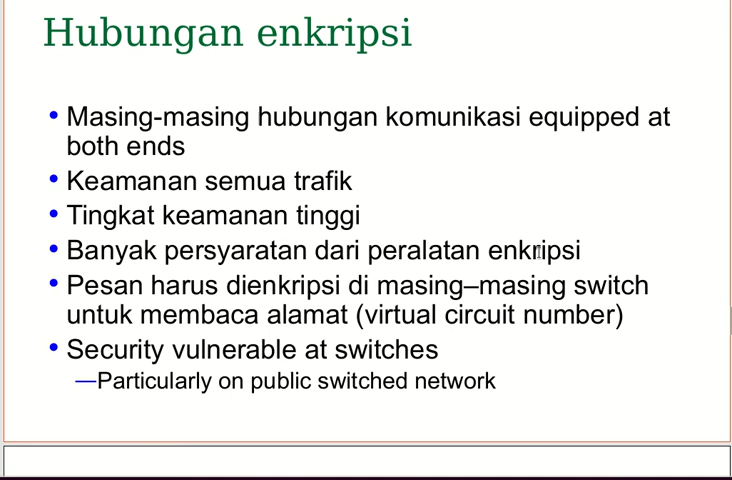 Hubungan enkripsi
• Masing-masing hubungan komunikasi equipped at
both ends
• Keamanan semua trafik
• Tingkat keamanan tinggi
• Banyak persyaratan dari peralatan enkripsi
• Pesan harus dienkripsi di masing–masing switch
untuk membaca alamat (virtual circuit number)
• Security vulnerable at switches
—Particularly on public switched network